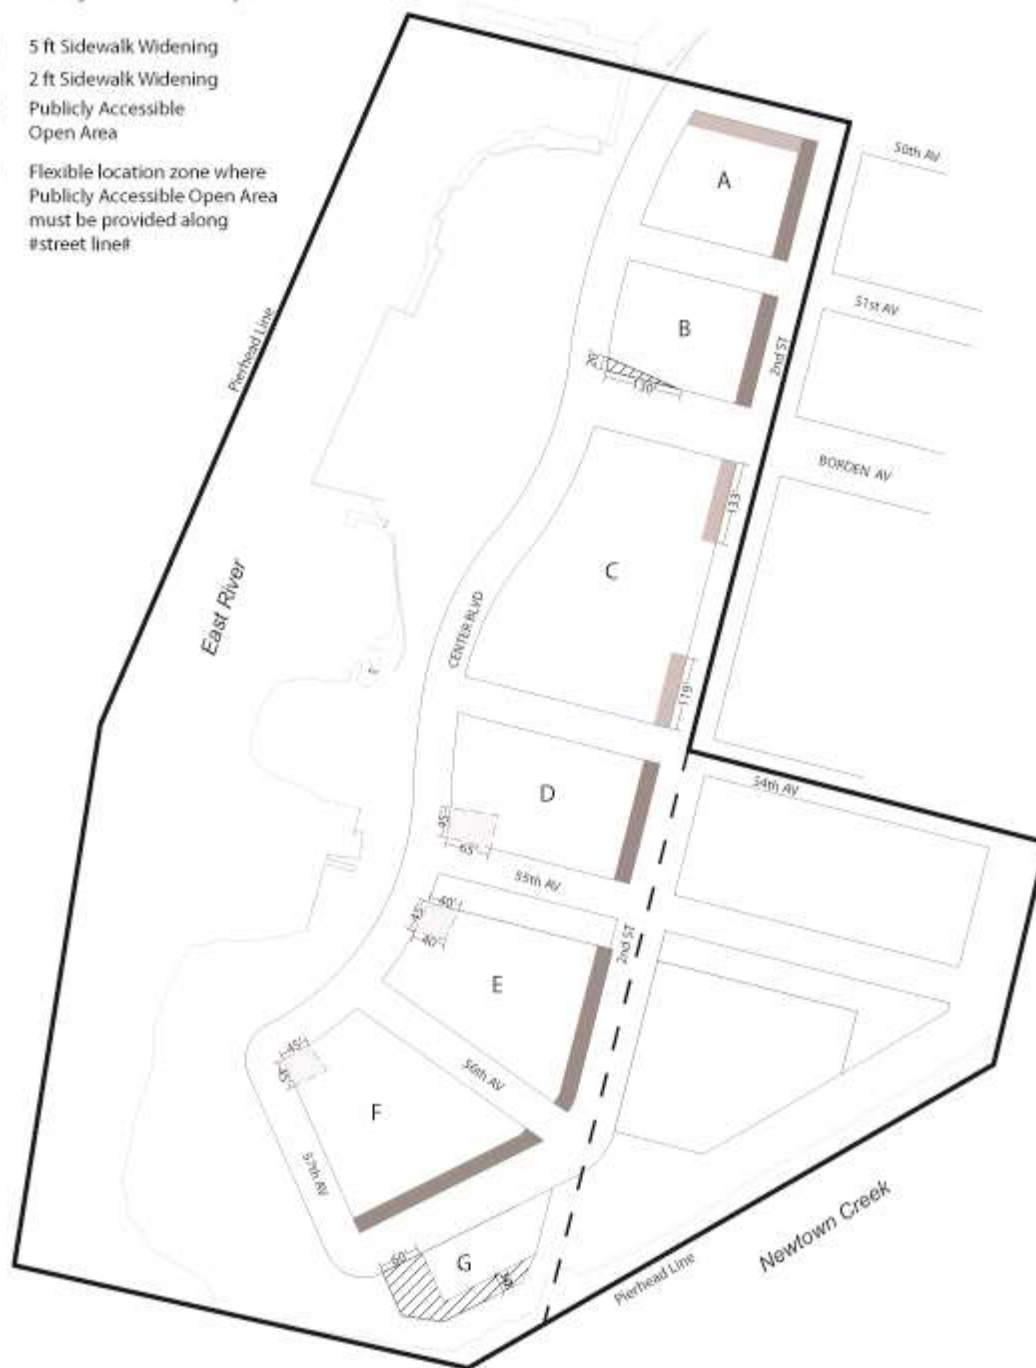 5 ft Sidewalk Widening
2 ft Sidewalk Widening
Publicly Accessible
Open Area
Flexible location zone where
Publicly Accessible Open Area
must be provided along
#street line#
50th AV
A
Pierhead Line
51st AV
B
2nd ST
130'
BORDEN AV
133'
C
East River
CENTER BLVD
119'
54th AV
D
45'
65'
55th AV
40'
45'
40'
2nd ST
E
45'
45'
56th AV
F
57th AV
Newtown Creek
60'
G
Pierhead Line